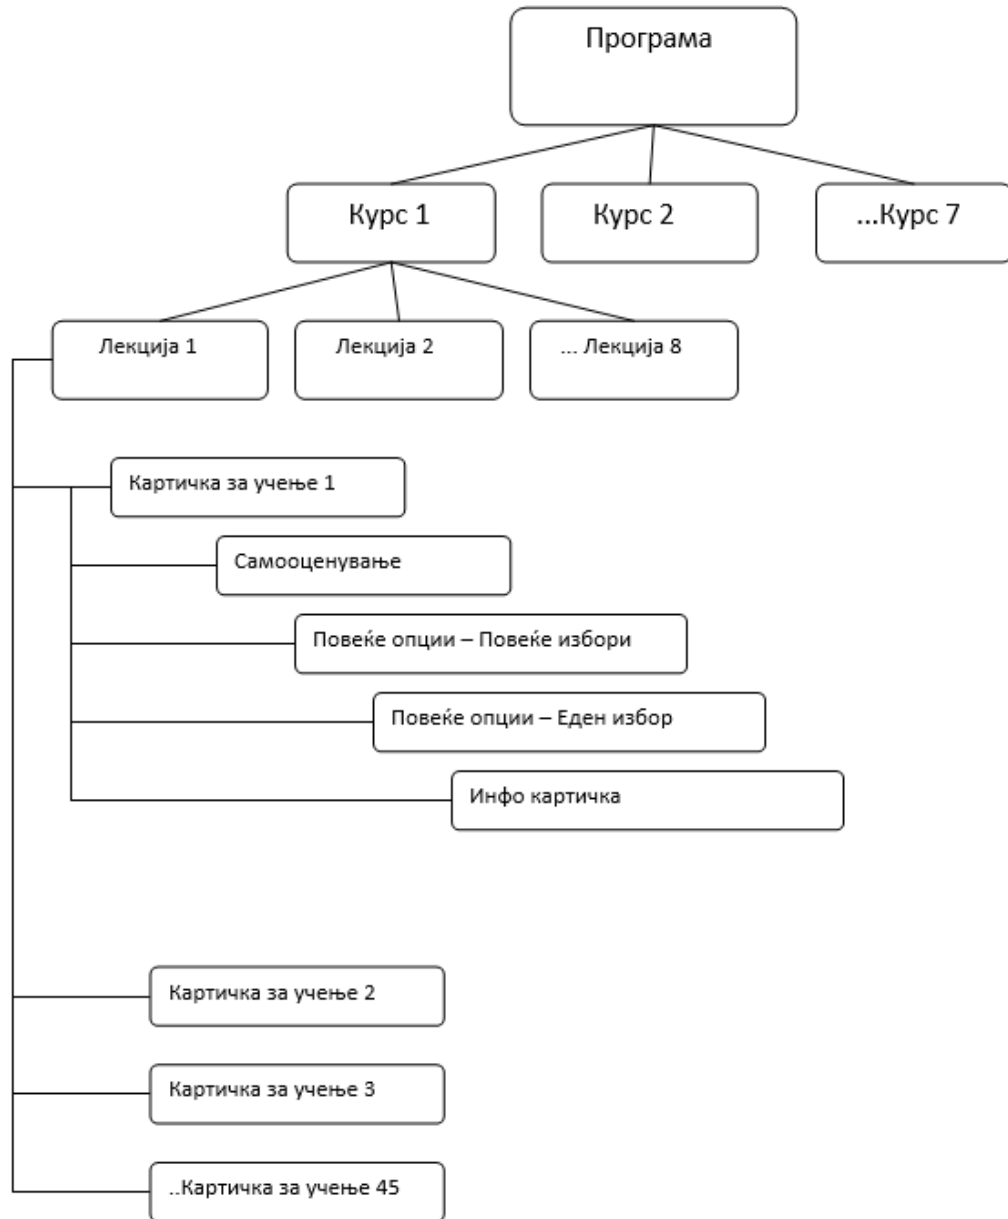 Програма
Курс 1
Курс 2
...Курс 7
Лекција 1
Лекција 2
... Лекција 8
Картичка за учење 1
Самооценување
Повеќе опции – Повеќе избори
Повеќе опции – Еден избор
Инфо картичка
Картичка за учење 2
Картичка за учење 3
..Картичка за учење 45